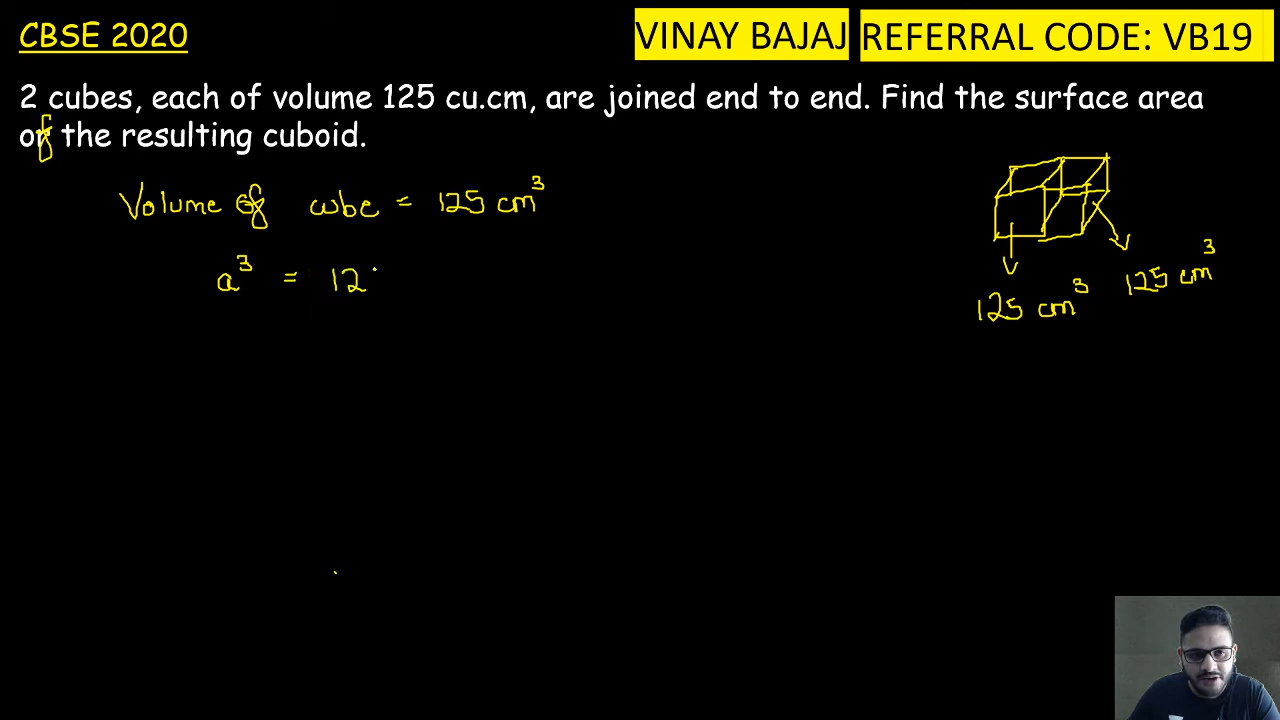 CBSE 2020
VINAY BAJAJ
REFERRAL CODE: VB19
2 cubes, each of volume 125 cu.cm, are joined end to end. Find the surface area
of the resulting cuboid.
Volume of cube = 125 cm³
a³ = 12
125 cm³
125 cm³